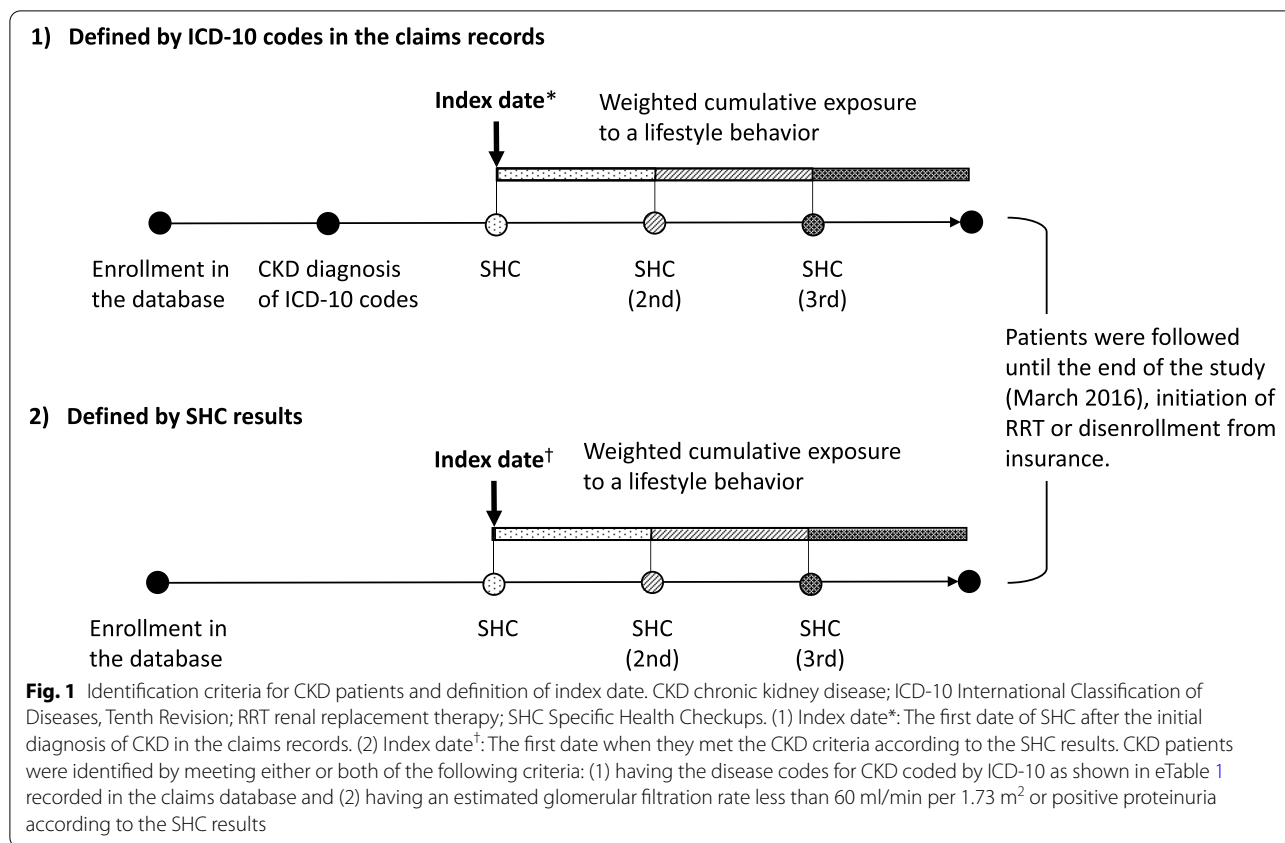 1) Defined by ICD-10 codes in the claims records
Index date*
Weighted cumulative exposure
to a lifestyle behavior
Enrollment in
the database
CKD diagnosis
of ICD-10 codes
SHC
SHC
(2nd)
SHC
(3rd)
Patients were followed
until the end of the study
(March 2016), initiation of
RRT or disenrollment from
insurance.
2) Defined by SHC results
Index date†
Weighted cumulative exposure
to a lifestyle behavior
Enrollment in
the database
SHC
SHC
(2nd)
SHC
(3rd)
Fig. 1 Identification criteria for CKD patients and definition of index date. CKD chronic kidney disease; ICD-10 International Classification of
Diseases, Tenth Revision; RRT renal replacement therapy; SHC Specific Health Checkups. (1) Index date*: The first date of SHC after the initial
diagnosis of CKD in the claims records. (2) Index date†: The first date when they met the CKD criteria according to the SHC results. CKD patients
were identified by meeting either or both of the following criteria: (1) having the disease codes for CKD coded by ICD-10 as shown in eTable 1
recorded in the claims database and (2) having an estimated glomerular filtration rate less than 60 ml/min per 1.73 m² or positive proteinuria
according to the SHC results